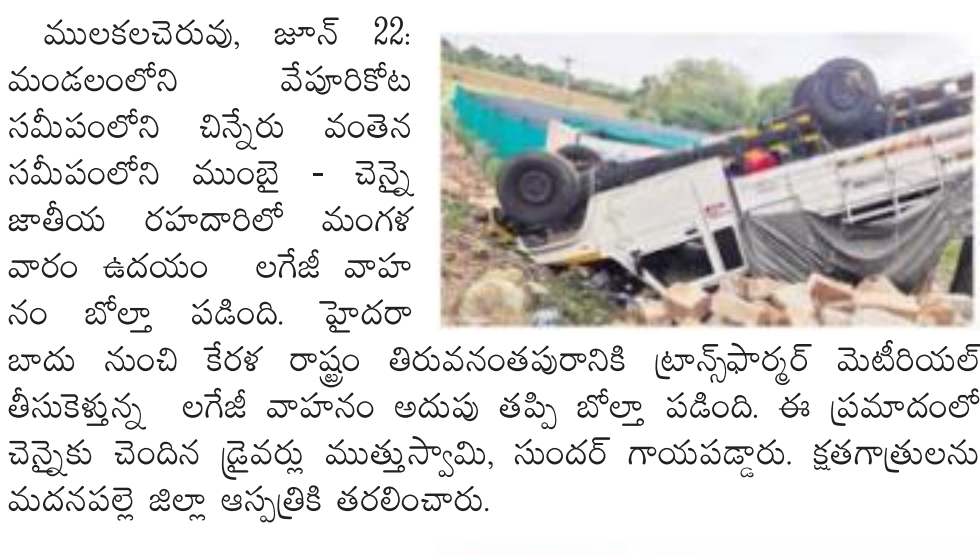 ములకలచెరువు, జూన్ 22:
మండలంలోని వేపూరికోట
సమీపంలోని చిన్నేరు వంతెన
సమీపంలోని ముంబై - చెన్నై
జాతీయ రహదారిలో మంగళ
వారం ఉదయం లగేజీ వాహ
నం బోల్తా పడింది. హైదరా
బాదు నుంచి కేరళ రాష్ట్రం తిరువనంతపురానికి ట్రాన్స్‌ఫార్మర్ మెటీరియల్
తీసుకెళ్తున్న లగేజీ వాహనం అదుపు తప్పి బోల్తా పడింది. ఈ ప్రమాదంలో
చెన్నైకు చెందిన డ్రైవర్లు ముత్తుస్వామి, సుందర్ గాయపడ్డారు. క్షతగాత్రులను
మదనపల్లె జిల్లా ఆస్పత్రికి తరలించారు.